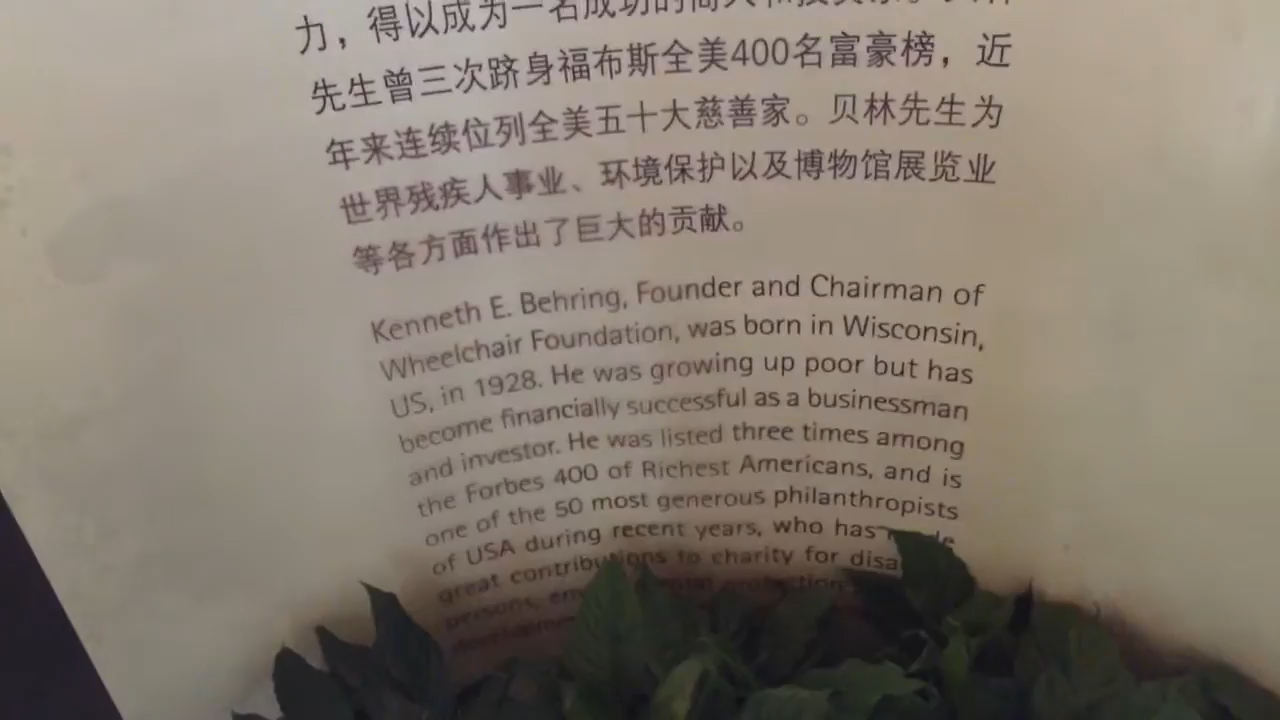 力，得以成为一名成功的商人和投资家。贝林
先生曾三次跻身福布斯全美400名富豪榜，近
年来连续位列全美五十大慈善家。贝林先生为
世界残疾人事业、环境保护以及博物馆展览业
等各方面作出了巨大的贡献。
Kenneth E. Behring, Founder and Chairman of
Wheelchair Foundation, was born in Wisconsin,
US, in 1928. He was growing up poor but has
become financially successful as a businessman
and investor. He was listed three times among
the Forbes 400 of Richest Americans, and is
one of the 50 most generous philanthropists
of USA during recent years, who has
great contributions to charity for
persons,